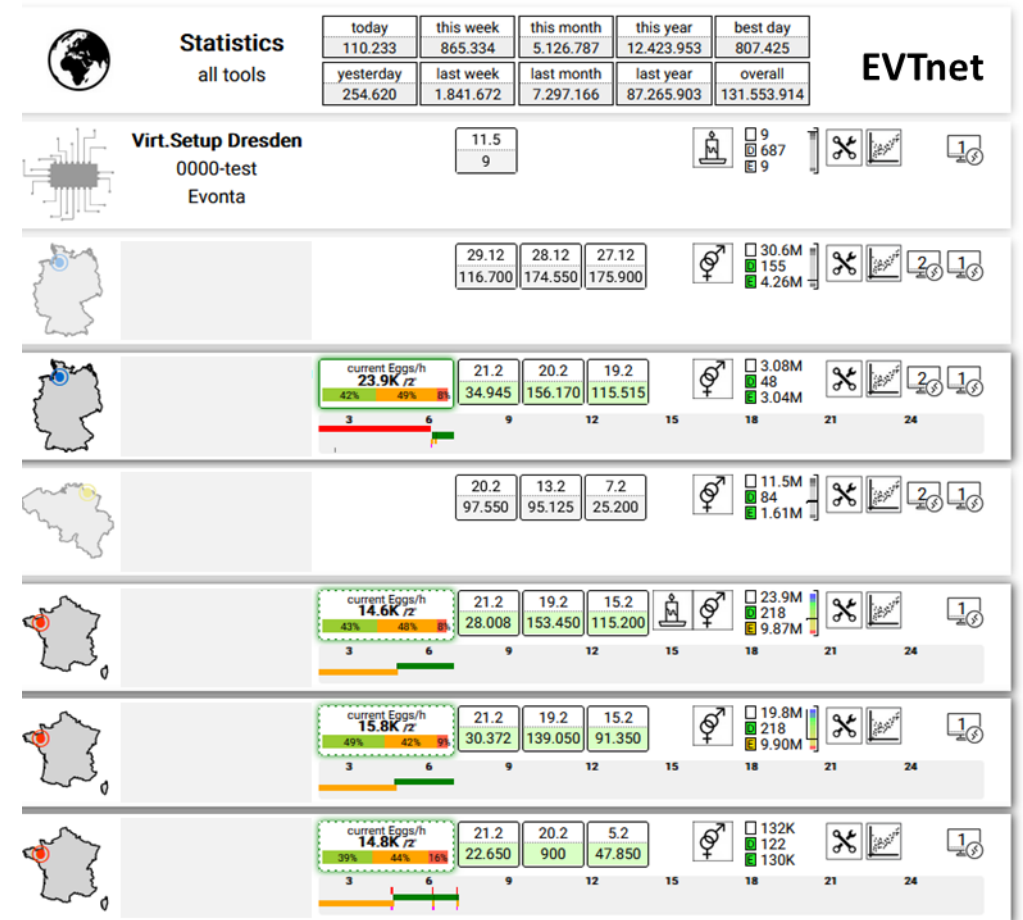 Statistics
all tools
today this week this month this year best day
110.233 865.334 5.126.787 12.423.953 807.425
yesterday last week last month last year overall
254.620 1.841.672 7.297.166 87.265.903 131.553.914
EVTnet
Virt.Setup Dresden
0000-test
Evonta
11.5
9
9
D 687
E 9
1
29.12 28.12 27.12
116.700 174.550 175.900
30.6M
D 155
E 4.26M
2 1
current Eggs/h
23.9K /2
42% 49% 8%
21.2 20.2 19.2
34.945 156.170 115.515
3.08M
D 48
E 3.04M
2 1
3 6 9 12 15 18 21 24
20.2 13.2 7.2
97.550 95.125 25.200
11.5M
D 84
E 1.61M
2 1
current Eggs/h
14.6K /2
43% 48% 8%
21.2 19.2 15.2
28.008 153.450 115.200
23.9M
D 218
E 9.87M
1
3 6 9 12 15 18 21 24
current Eggs/h
15.8K /2
49% 42% 9%
21.2 19.2 15.2
30.372 139.050 91.350
19.8M
D 218
E 9.90M
1
3 6 9 12 15 18 21 24
current Eggs/h
14.8K /2
39% 44% 16%
21.2 20.2 5.2
22.650 900 47.850
132K
D 122
E 130K
1
3 6 9 12 15 18 21 24